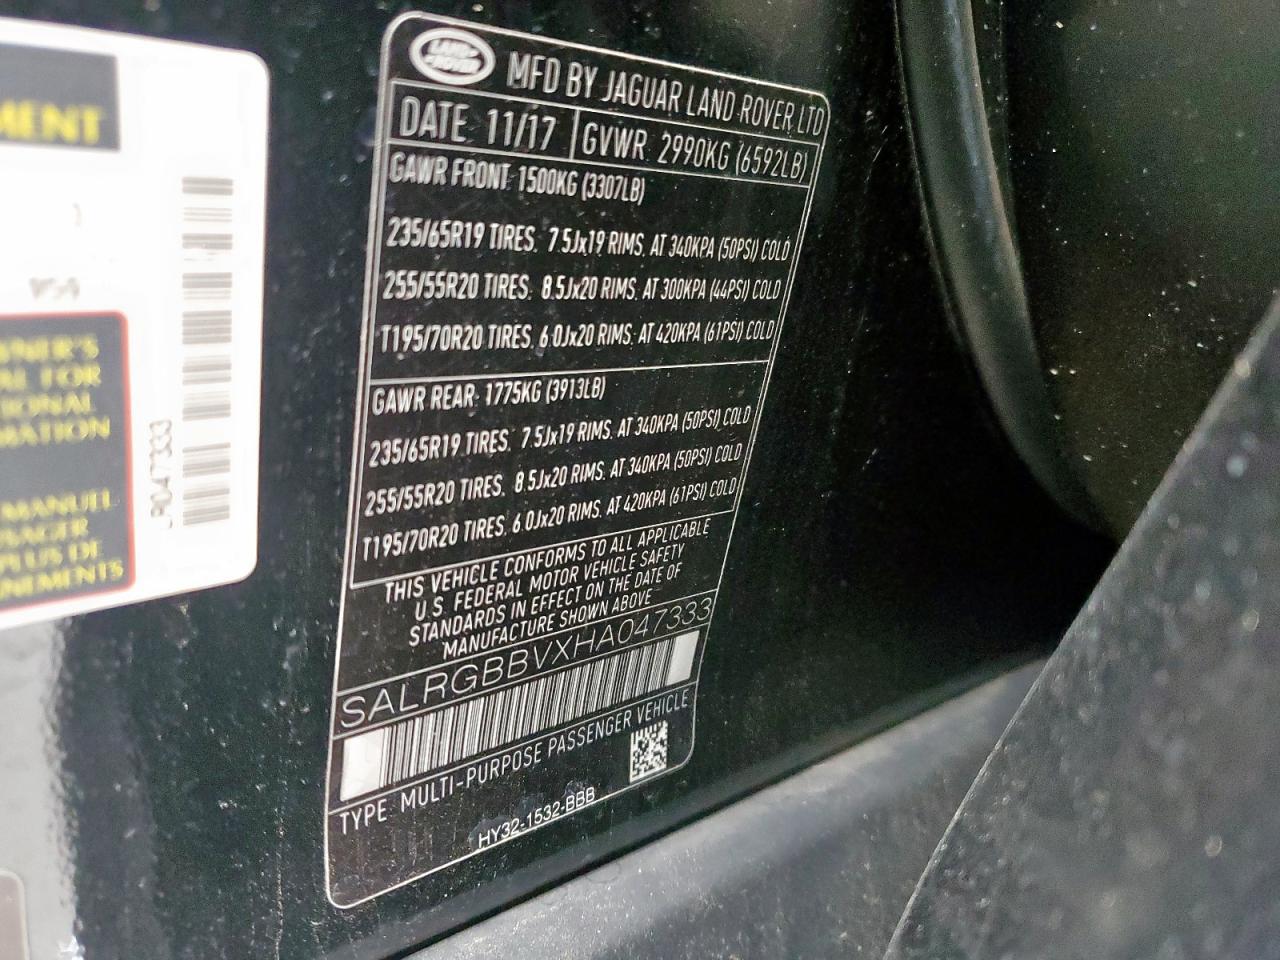 MENT
WNER'S
AL FOR
IONAL
MATION
MANUEL
SAGER
PLUS DE
GNEMENTS
047333
LAND ROVER
MFD BY JAGUAR LAND ROVER LTD
DATE: 11/17 GVWR: 2990KG (6592LB)
GAWR FRONT: 1500KG (3307LB)
235/65R19 TIRES. 7.5Jx19 RIMS. AT 340KPA (50PSI) COLD
255/55R20 TIRES. 8.5Jx20 RIMS. AT 300KPA (44PSI) COLD
T195/70R20 TIRES. 6.0Jx20 RIMS. AT 420KPA (61PSI) COLD
GAWR REAR: 1775KG (3913LB)
235/65R19 TIRES. 7.5Jx19 RIMS. AT 340KPA (50PSI) COLD
255/55R20 TIRES. 8.5Jx20 RIMS. AT 340KPA (50PSI) COLD
T195/70R20 TIRES. 6.0Jx20 RIMS. AT 420KPA (61PSI) COLD
THIS VEHICLE CONFORMS TO ALL APPLICABLE
U.S. FEDERAL MOTOR VEHICLE SAFETY
STANDARDS IN EFFECT ON THE DATE OF
MANUFACTURE SHOWN ABOVE
SALRGBBVXHA047333
TYPE: MULTI-PURPOSE PASSENGER VEHICLE
HY32-1532-BBB